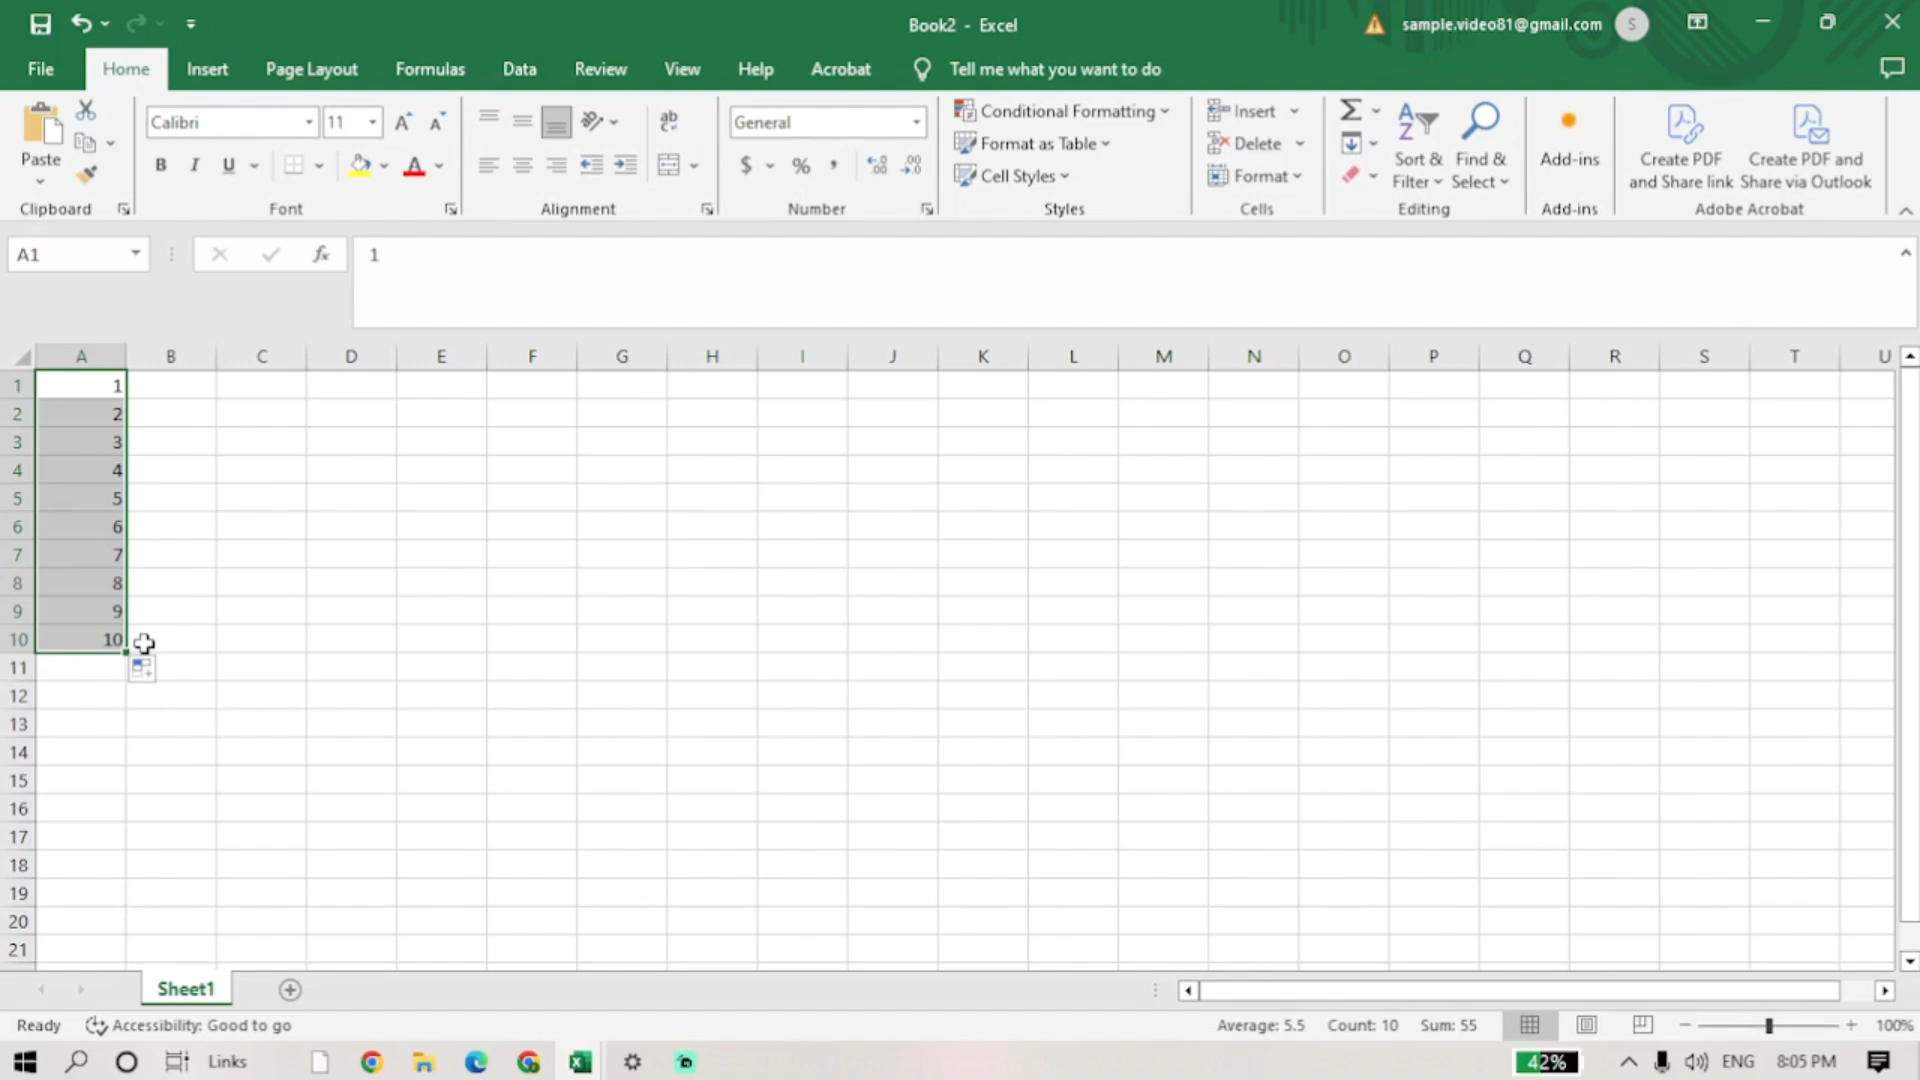 Book2 - Excel
sample.video81@gmail.com
S
File
Home
Insert
Page Layout
Formulas
Data
Review
View
Help
Acrobat
Tell me what you want to do
Paste
Clipboard
Calibri
11
B I U
Font
ab
Alignment
General
$ % ,
Number
Conditional Formatting
Format as Table
Cell Styles
Styles
Insert
Delete
Format
Cells
Sort &
Filter
Find &
Select
Editing
Add-ins
Add-ins
Create PDF
and Share link
Create PDF and
Share via Outlook
Adobe Acrobat
A1
fx
1
A B C D E F G H I J K L M N O P Q R S T U
1 1
2 2
3 3
4 4
5 5
6 6
7 7
8 8
9 9
10 10
11
12
13
14
15
16
17
18
19
20
21
Sheet1
Ready
Accessibility: Good to go
Average: 5.5
Count: 10
Sum: 55
100%
Links
42%
ENG
8:05 PM